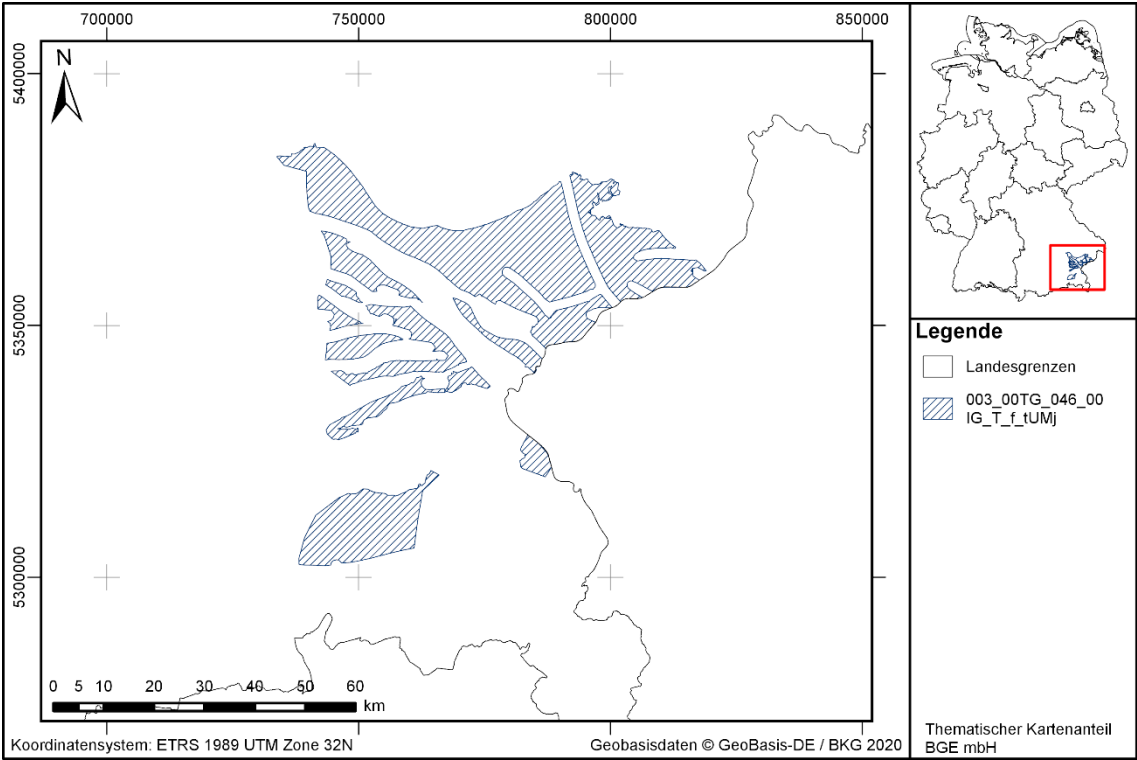 700000
750000
800000
850000
5400000
5350000
5300000
N
0 5 10 20 30 40 50 60
km
Koordinatensystem: ETRS 1989 UTM Zone 32N
Geobasisdaten © GeoBasis-DE / BKG 2020
Legende
Landesgrenzen
003_00TG_046_00
IG_T_f_tUMj
Thematischer Kartenanteil
BGE mbH